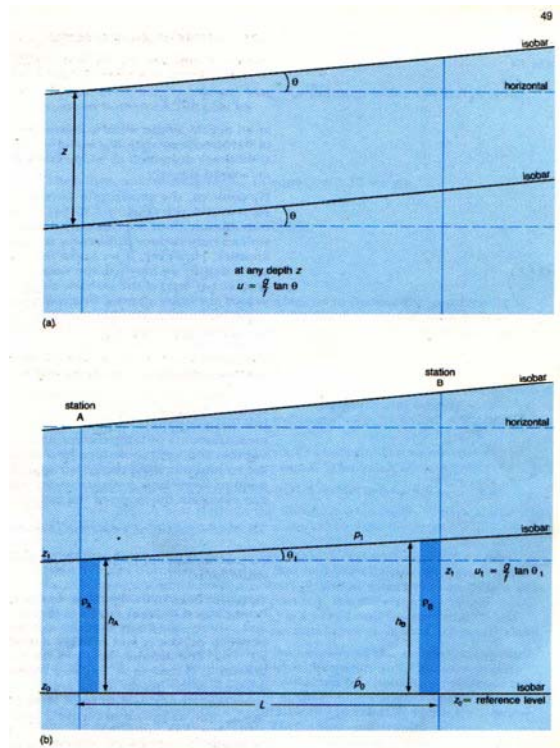 49
isobar
θ
horizontal
z
isobar
θ
at any depth z
u = g/f tan θ
(a)
station
A
station
B
isobar
horizontal
isobar
p₁
z₁
θ₁
z₁ u₁ = g/f tan θ₁
ρA
hA
hB
ρB
z₀
p₀
isobar
z₀= reference level
L
(b)